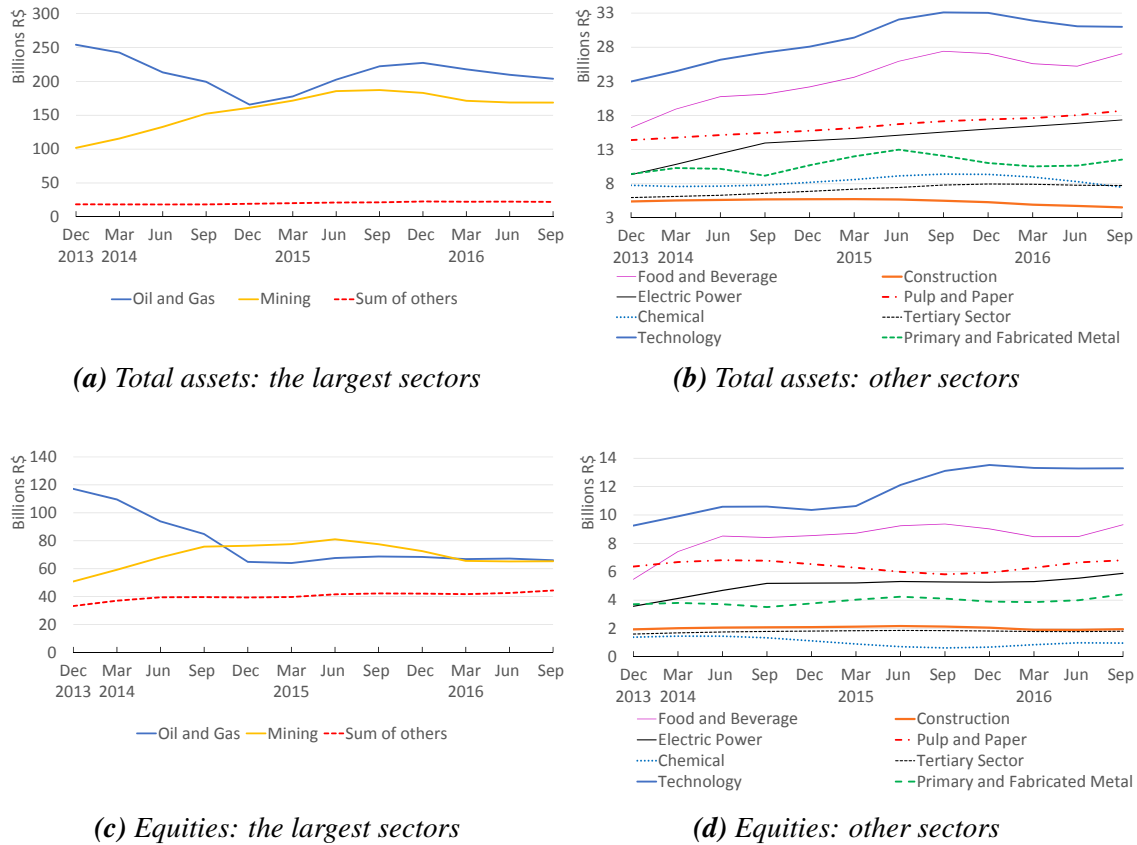 Billions R$
300
250
200
150
100
50
0
Dec Mar Jun Sep Dec Mar Jun Sep Dec Mar Jun Sep
2013 2014 2015 2016
Oil and Gas Mining Sum of others
(a) Total assets: the largest sectors
Billions R$
33
28
23
18
13
8
3
Dec Mar Jun Sep Dec Mar Jun Sep Dec Mar Jun Sep
2013 2014 2015 2016
Food and Beverage Construction
Electric Power Pulp and Paper
Chemical Tertiary Sector
Technology Primary and Fabricated Metal
(b) Total assets: other sectors
Billions R$
140
120
100
80
60
40
20
0
Dec Mar Jun Sep Dec Mar Jun Sep Dec Mar Jun Sep
2013 2014 2015 2016
Oil and Gas Mining Sum of others
(c) Equities: the largest sectors
Billions R$
14
12
10
8
6
4
2
0
Dec Mar Jun Sep Dec Mar Jun Sep Dec Mar Jun Sep
2013 2014 2015 2016
Food and Beverage Construction
Electric Power Pulp and Paper
Chemical Tertiary Sector
Technology Primary and Fabricated Metal
(d) Equities: other sectors